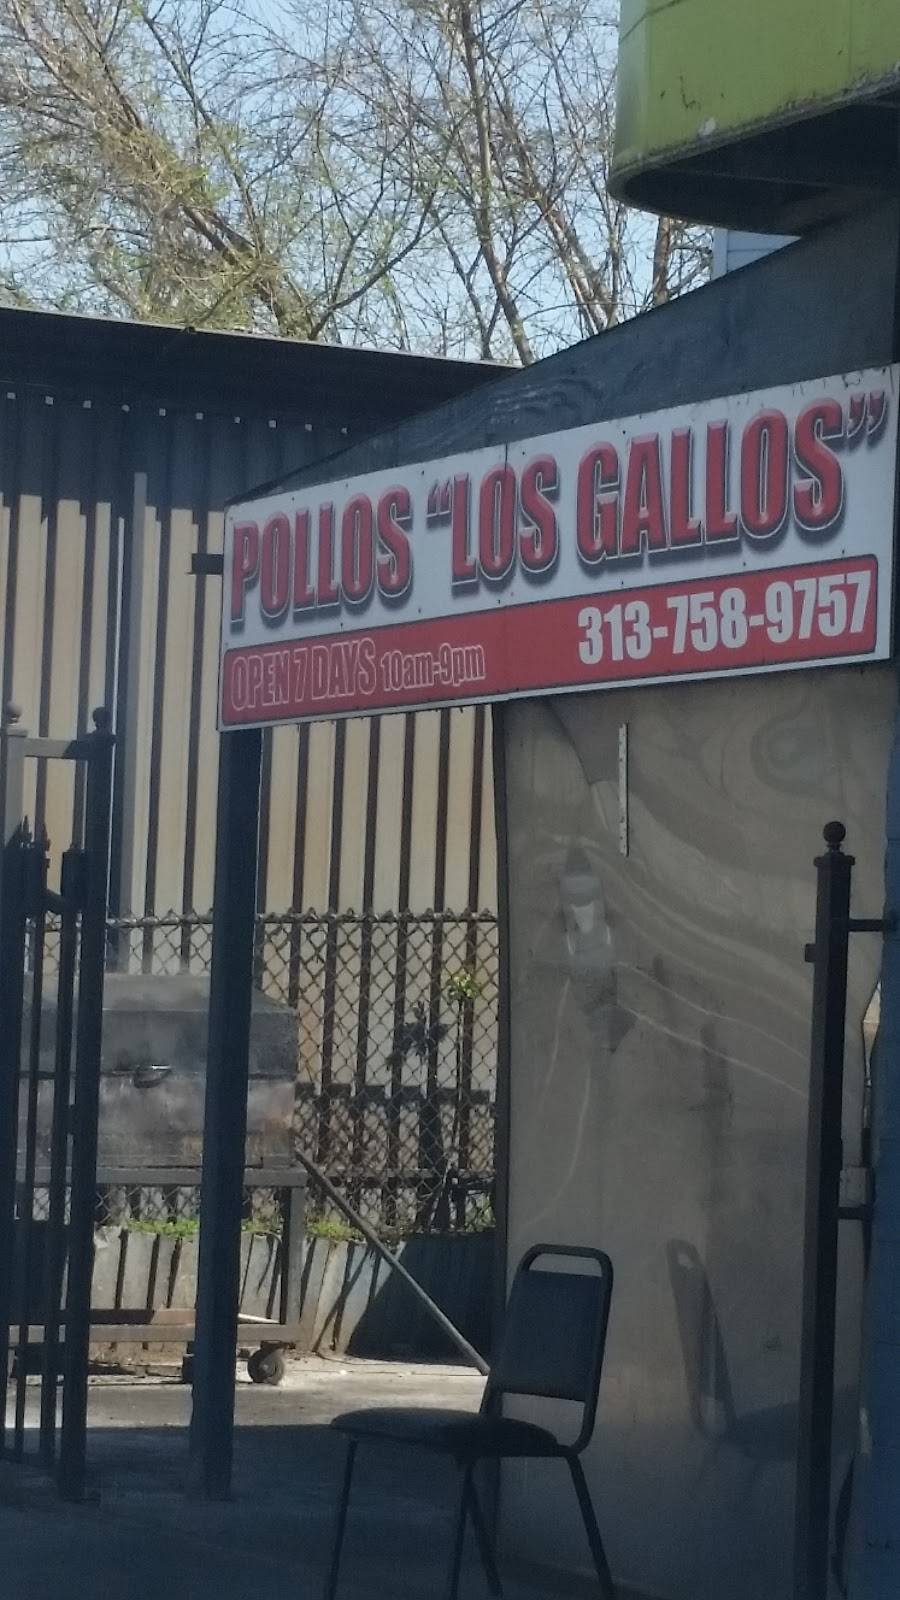 POLLOS “LOS GALLOS”
OPEN 7 DAYS 10am-9pm
313-758-9757